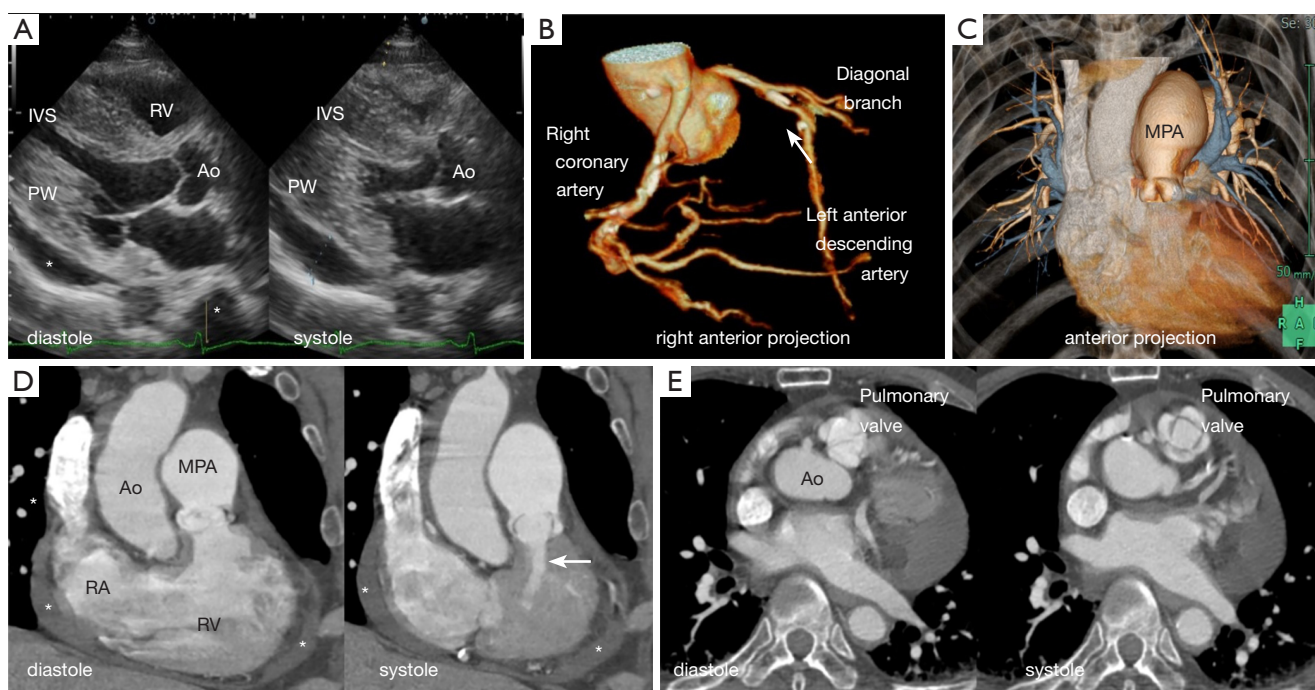 A
IVS
RV
Ao
PW
*
*
diastole
IVS
Ao
PW
systole
B
Diagonal
branch
Right
coronary
artery
Left anterior
descending
artery
right anterior projection
C
MPA
50 mm
H
R A
F
anterior projection
D
MPA
Ao
*
RA
*
RV
*
diastole
*
*
systole
E
Pulmonary
valve
Ao
diastole
Pulmonary
valve
systole